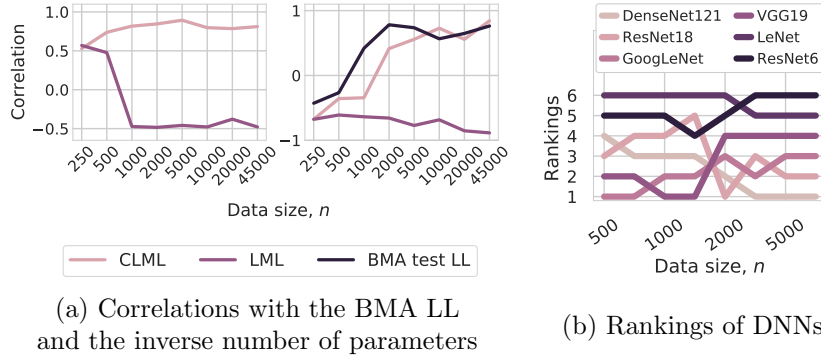 1.0
0.5
0.0
−0.5
Correlation
250
500
1000
2000
5000
10000
20000
45000
1
0
−1
250
500
1000
2000
5000
10000
20000
45000
Data size, n
CLML
LML
BMA test LL
(a) Correlations with the BMA LL
and the inverse number of parameters
DenseNet121
ResNet18
GoogLeNet
VGG19
LeNet
ResNet6
6
5
4
3
2
1
Rankings
500
1000
2000
5000
Data size, n
(b) Rankings of DNNs